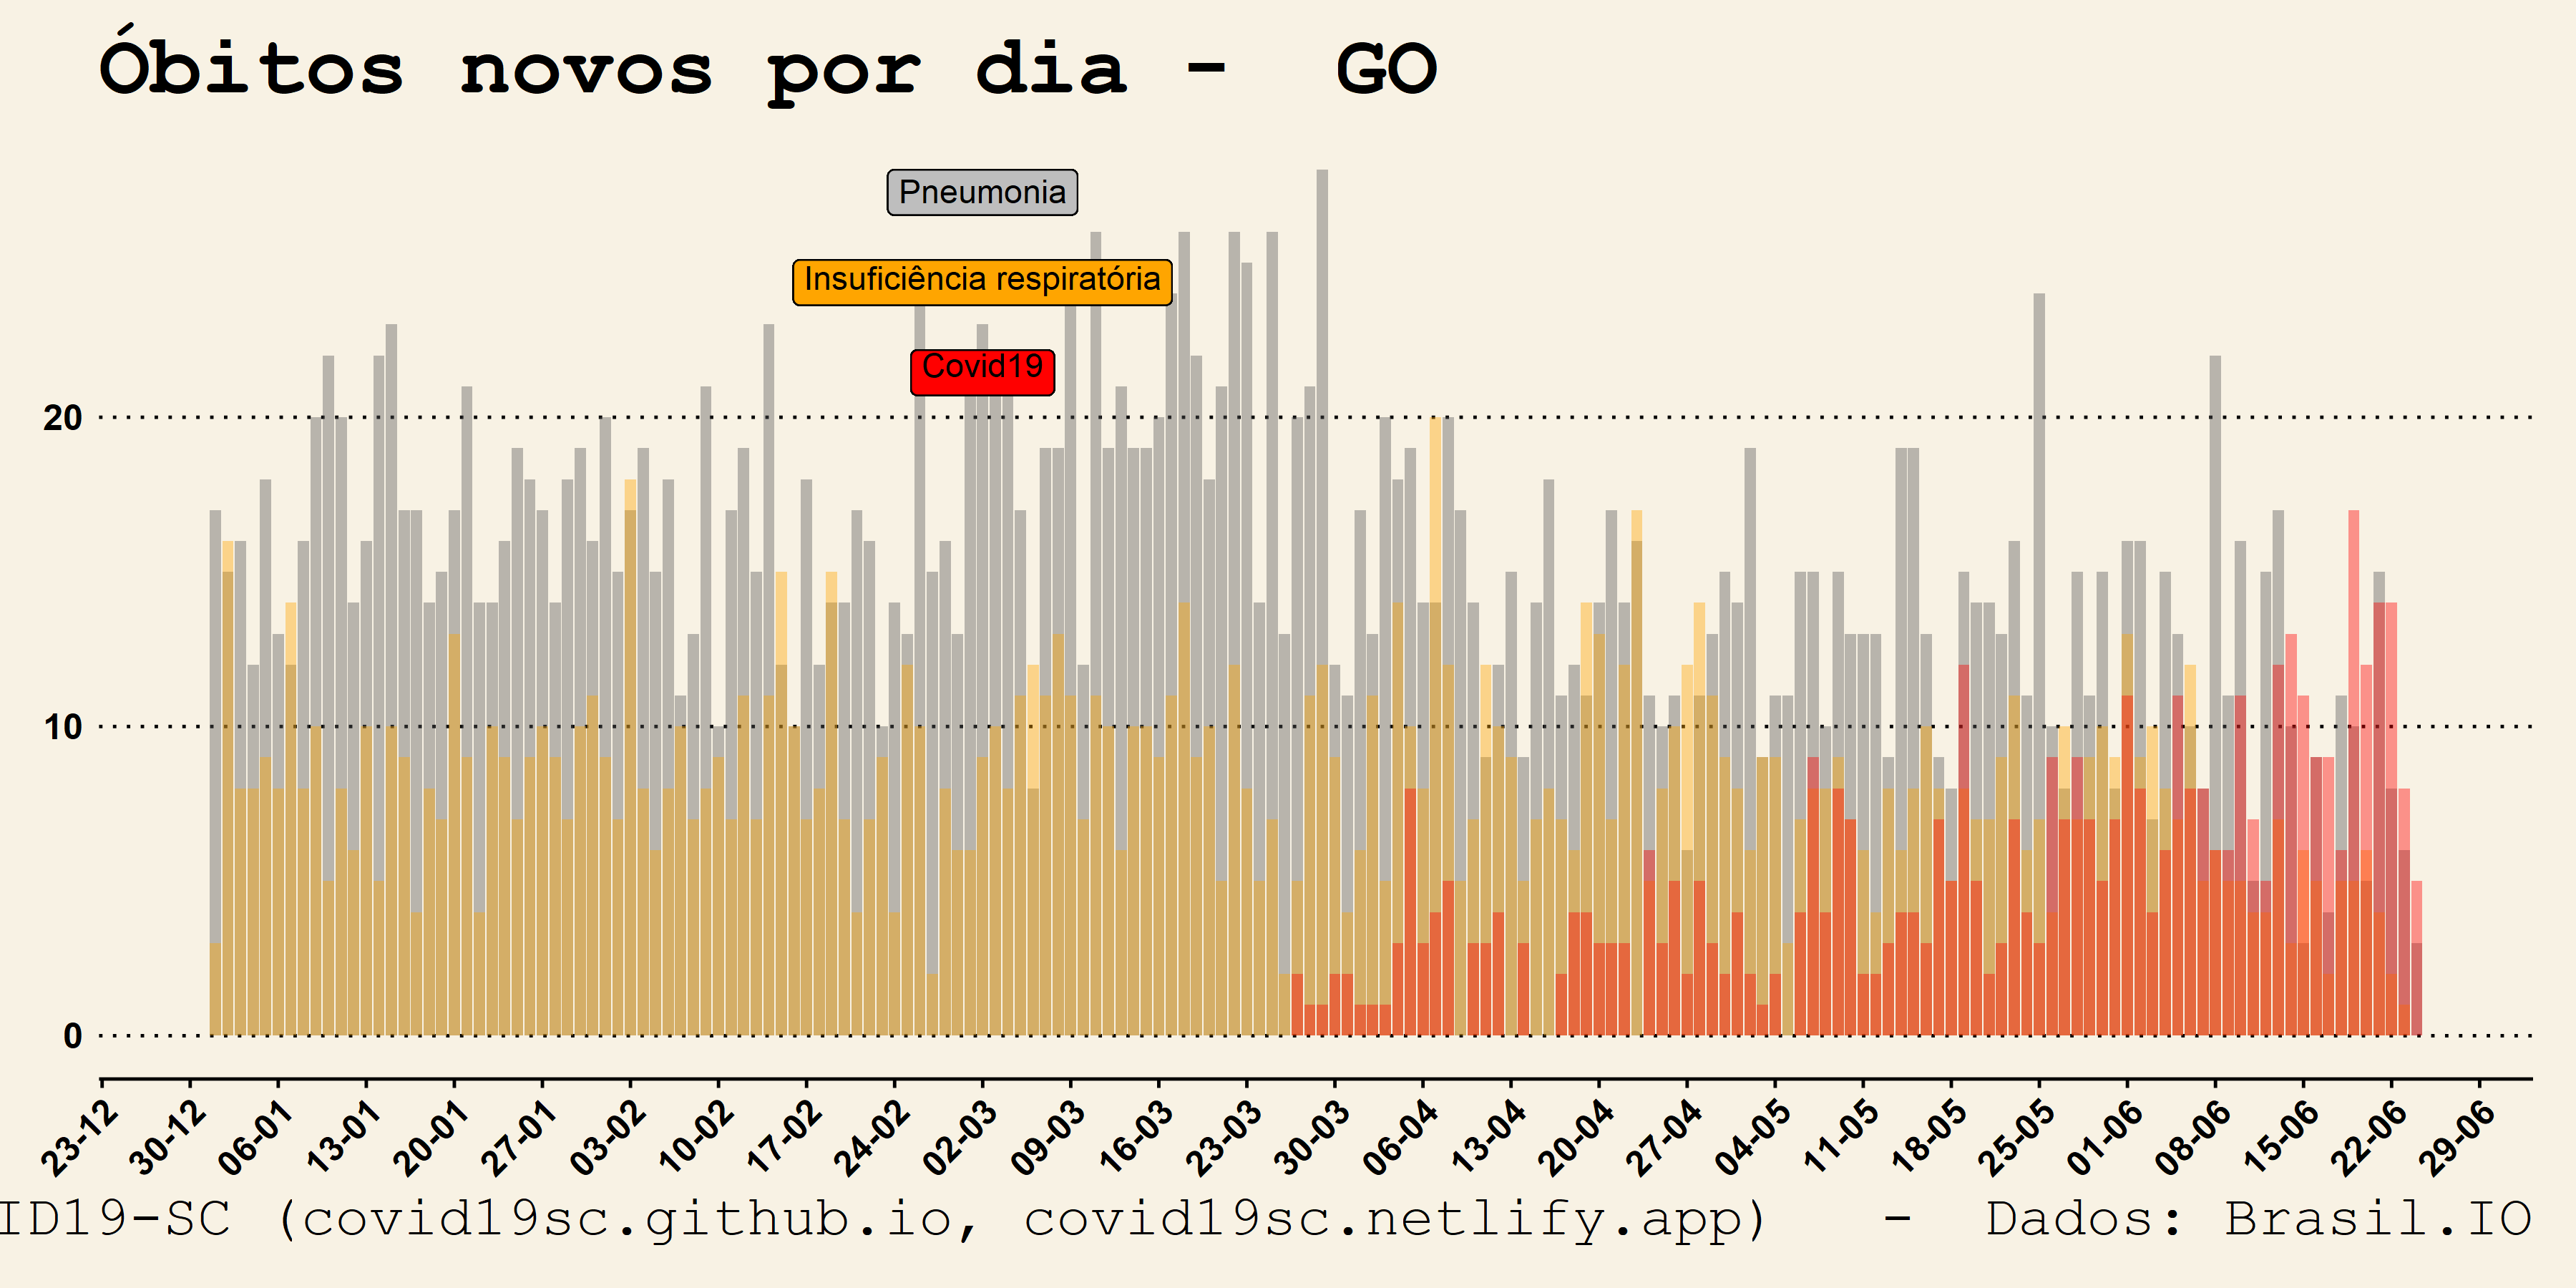 Óbitos novos por dia - GO
Pneumonia
Insuficiência respiratória
Covid19
20
10
0
23-12 30-12 06-01 13-01 20-01 27-01 03-02 10-02 17-02 24-02 02-03 09-03 16-03 23-03 30-03 06-04 13-04 20-04 27-04 04-05 11-05 18-05 25-05 01-06 08-06 15-06 22-06 29-06
ID19-SC (covid19sc.github.io, covid19sc.netlify.app) - Dados: Brasil.IO